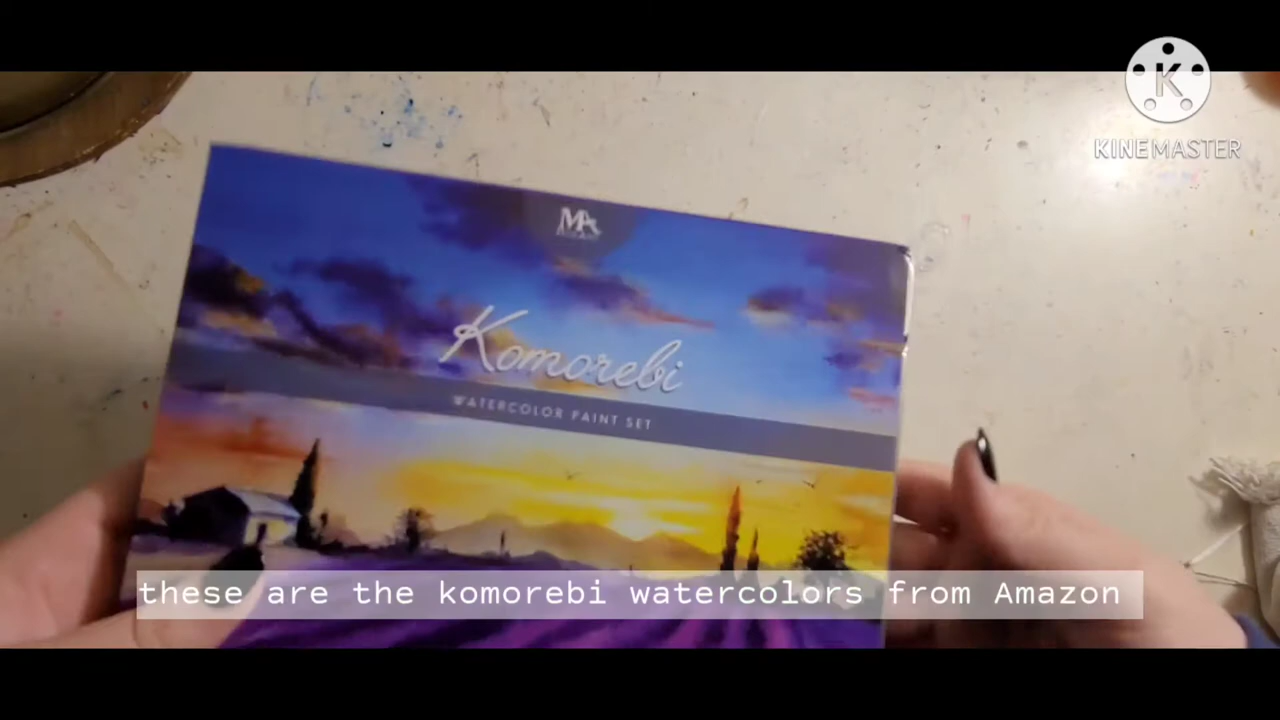 K
KINEMASTER
MA
Komorebi
WATERCOLOR PAINT SET
these are the komorebi watercolors from Amazon